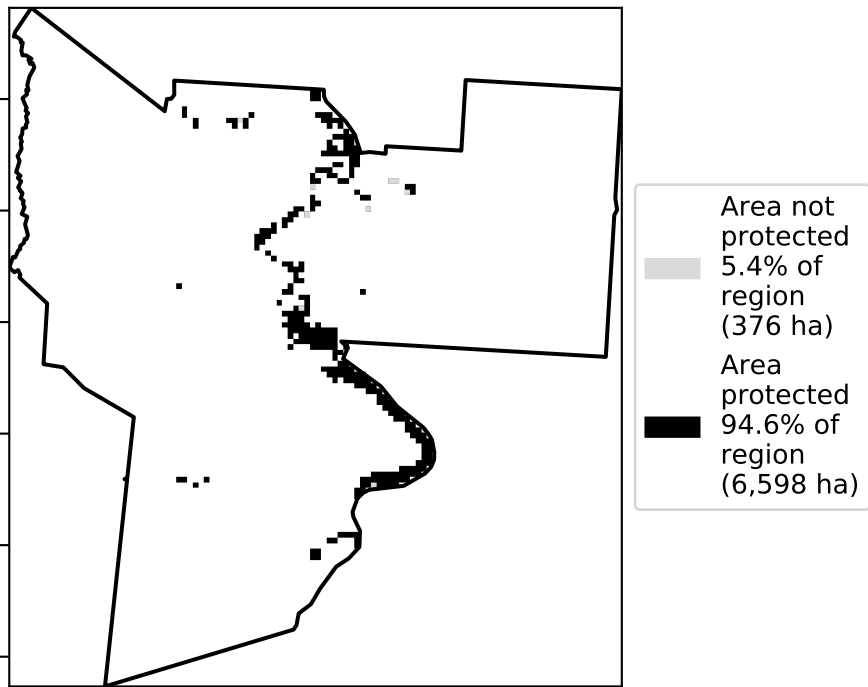 Area not
protected
5.4% of
region
(376 ha)
Area
protected
94.6% of
region
(6,598 ha)